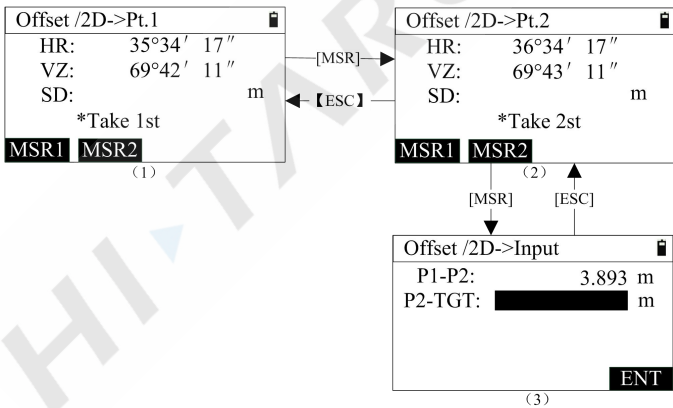 Offset /2D->Pt.1
HR: 35°34′ 17″
VZ: 69°42′ 11″
SD: m
*Take 1st
MSR1 MSR2
(1)
[MSR]
【ESC】
Offset /2D->Pt.2
HR: 36°34′ 17″
VZ: 69°43′ 11″
SD: m
*Take 2st
MSR1 MSR2
(2)
[MSR] [ESC]
Offset /2D->Input
P1-P2: 3.893 m
P2-TGT: m
ENT
(3)
HI-TAR